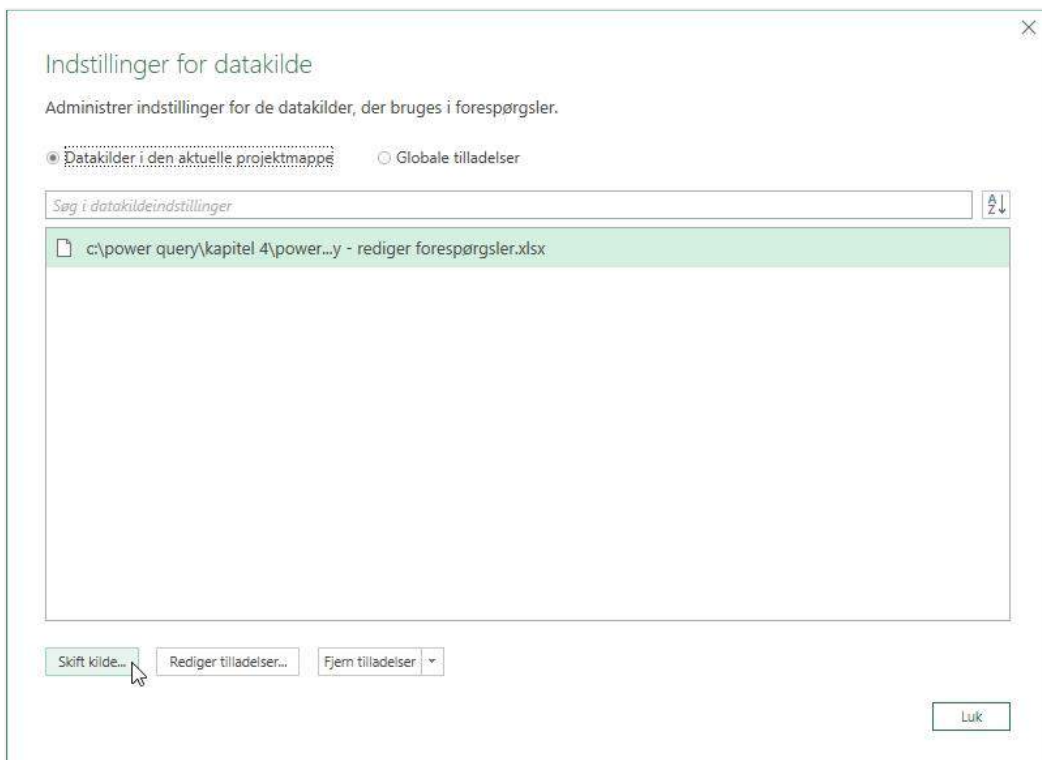 Indstillinger for datakilde
Administrer indstillinger for de datakilder, der bruges i forespørgsler.
Datakilder i den aktuelle projektmappe Globale tilladelser
Søg i datakildeindstillinger
c:\power query\kapitel 4\power...y - rediger forespørgsler.xlsx
Skift kilde... Rediger tilladelser... Fjern tilladelser
Luk